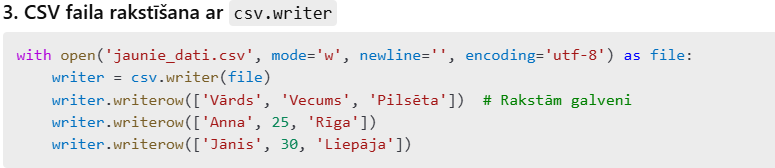 3. CSV faila rakstīšana ar csv.writer
with open('jaunie_dati.csv', mode='w', newline='', encoding='utf-8') as file:
    writer = csv.writer(file)
    writer.writerow(['Vārds', 'Vecums', 'Pilsēta'])  # Rakstām galveni
    writer.writerow(['Anna', 25, 'Rīga'])
    writer.writerow(['Jānis', 30, 'Liepāja'])